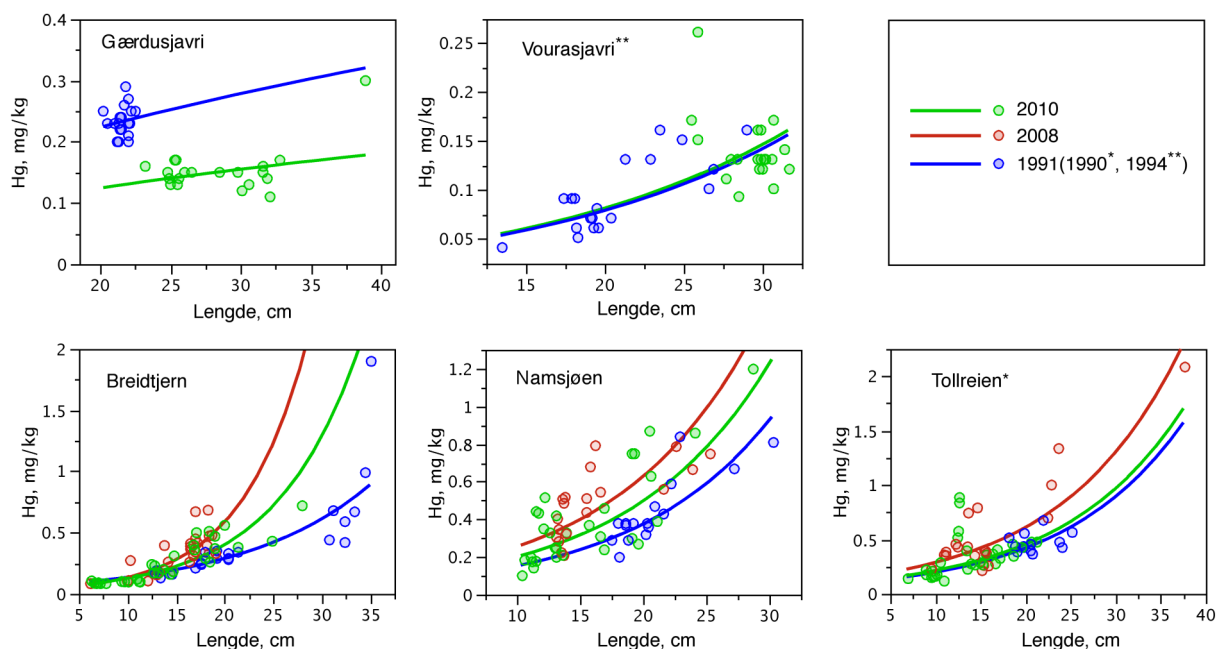 Gærdusjavri
Hg, mg/kg
0.4
0.3
0.2
0.1
0
20 25 30 35 40
Lengde, cm
Vourasjavri**
Hg, mg/kg
0.25
0.20
0.15
0.10
0.05
15 20 25 30
Lengde, cm
2010
2008
1991(1990*, 1994**)
Breidtjern
Hg, mg/kg
2
1.5
1
0.5
0
5 10 15 20 25 30 35
Lengde, cm
Namsjøen
Hg, mg/kg
1.2
1.0
0.8
0.6
0.4
0.2
0
10 15 20 25 30
Lengde, cm
Tollreien*
Hg, mg/kg
2
1.5
1
0.5
0
5 10 15 20 25 30 35 40
Lengde, cm